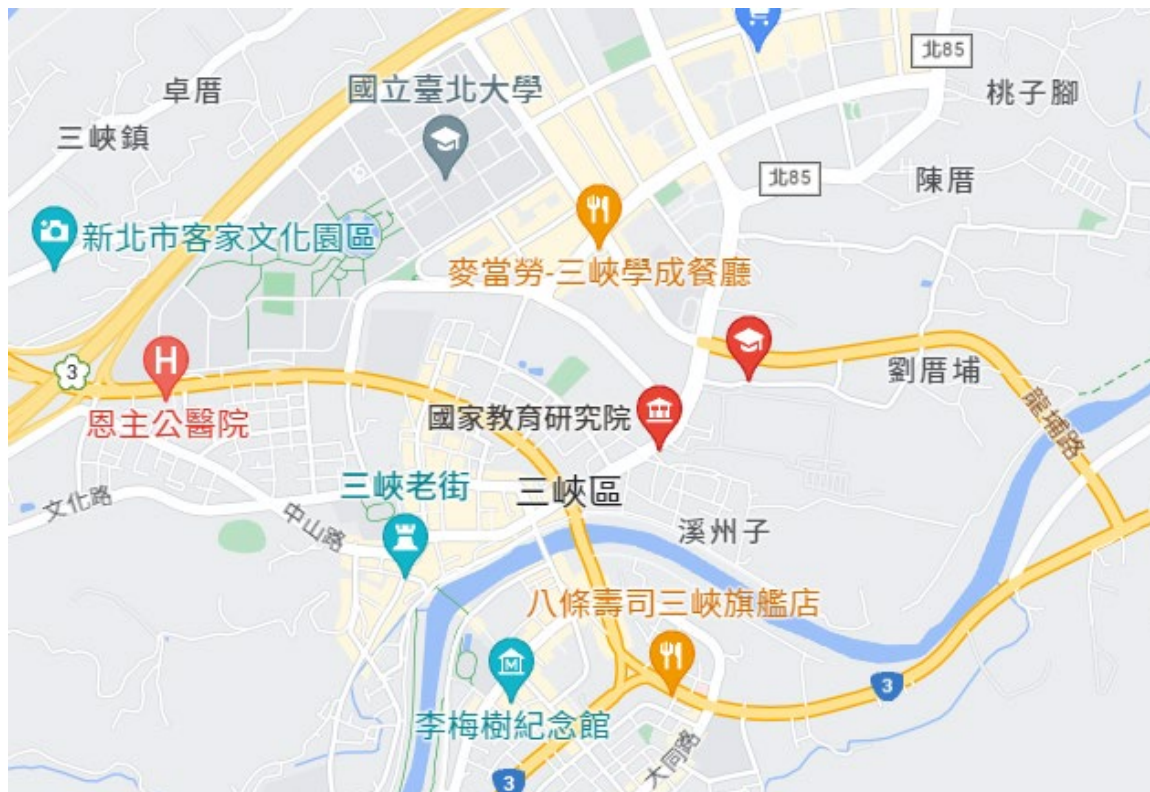 北85
卓厝
國立臺北大學
桃子腳
三峽鎮
北85
陳厝
新北市客家文化園區
麥當勞-三峽學成餐廳
3
H
劉厝埔
恩主公醫院
國家教育研究院
龍埔路
三峽老街
三峽區
文化路
中山路
溪州子
八條壽司三峽旗艦店
M
3
李梅樹紀念館
大同路
3